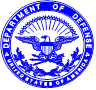 DEPARTMENT OF DEFENSE
UNITED STATES OF AMERICA